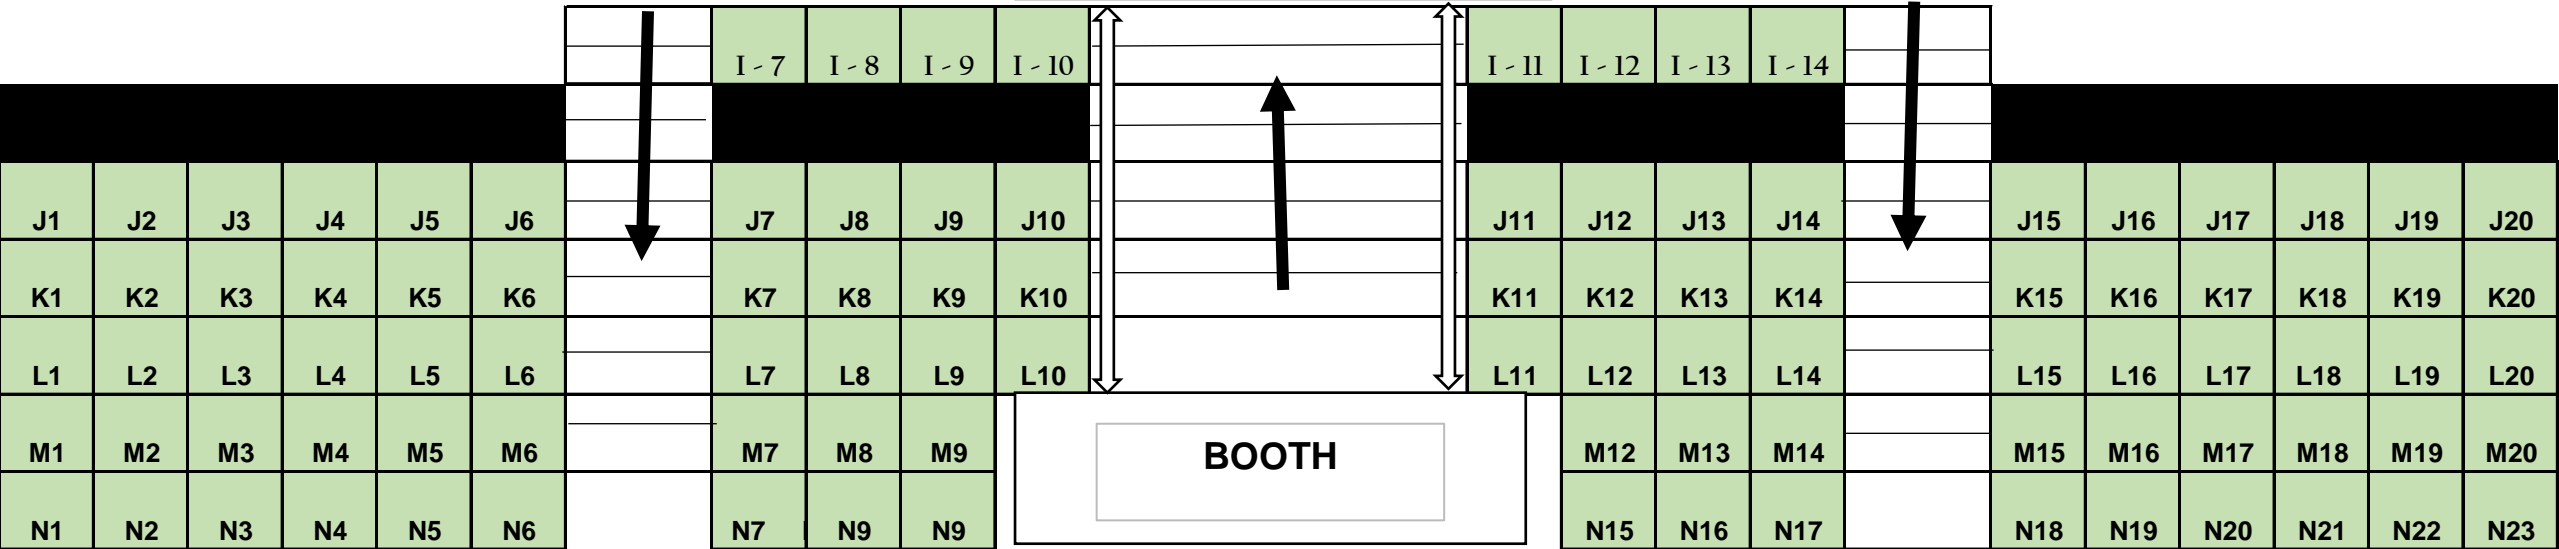 I - 7 I - 8 I - 9 I - 10 I - 11 I - 12 I - 13 I - 14
J1 J2 J3 J4 J5 J6 J7 J8 J9 J10 J11 J12 J13 J14 J15 J16 J17 J18 J19 J20
K1 K2 K3 K4 K5 K6 K7 K8 K9 K10 K11 K12 K13 K14 K15 K16 K17 K18 K19 K20
L1 L2 L3 L4 L5 L6 L7 L8 L9 L10 L11 L12 L13 L14 L15 L16 L17 L18 L19 L20
M1 M2 M3 M4 M5 M6 M7 M8 M9 BOOTH M12 M13 M14 M15 M16 M17 M18 M19 M20
N1 N2 N3 N4 N5 N6 N7 N9 N9 N15 N16 N17 N18 N19 N20 N21 N22 N23